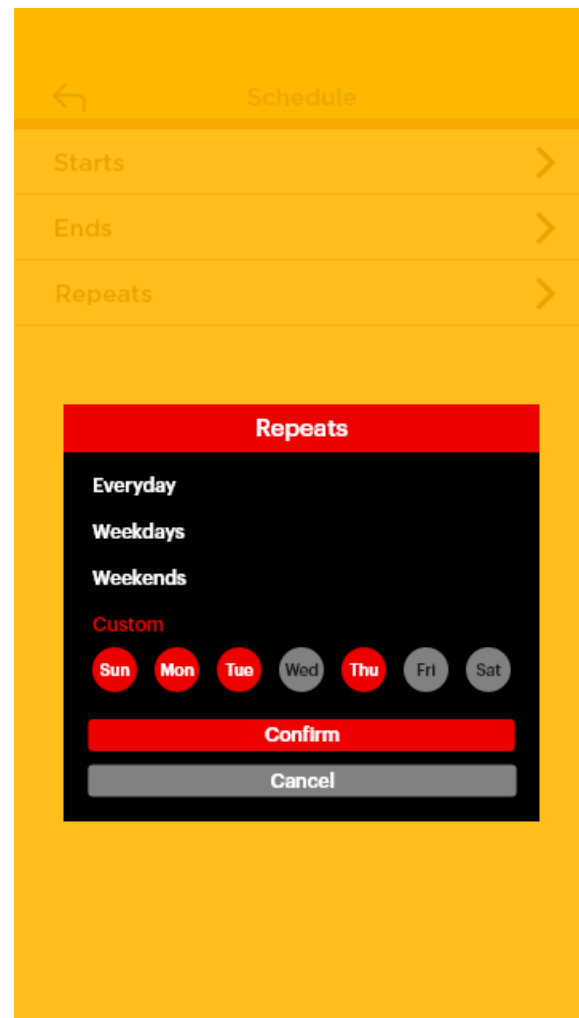 Schedule
Starts
Ends
Repeats
Repeats
Everyday
Weekdays
Weekends
Custom
Sun Mon Tue Wed Thu Fri Sat
Confirm
Cancel